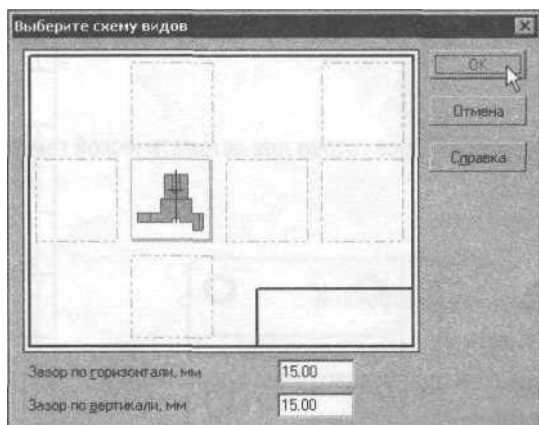 Выберите схему видов
OK
Отмена
Справка
Зазор по горизонтали, мм 15.00
Зазор по вертикали, мм 15.00